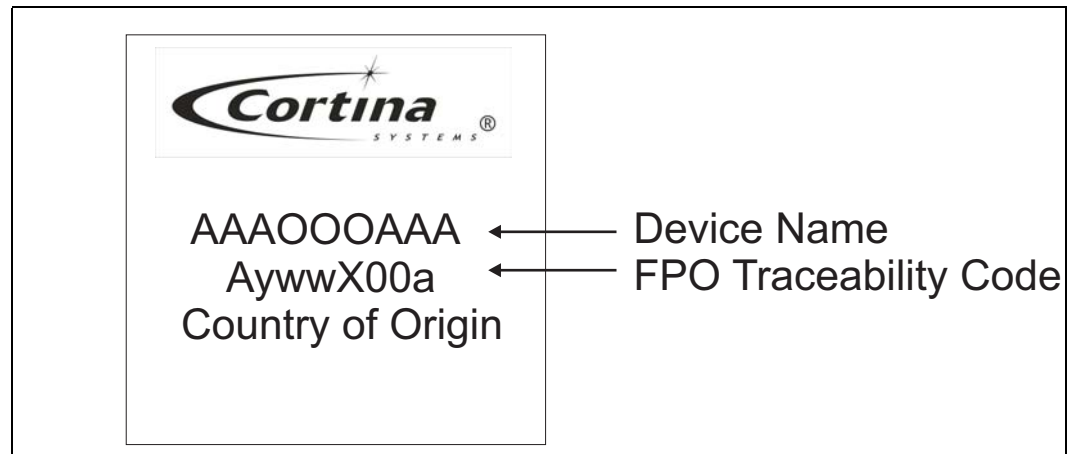 Cortina
SYSTEMS ®
AAAOOOAAA
Device Name
AywwX00a
FPO Traceability Code
Country of Origin